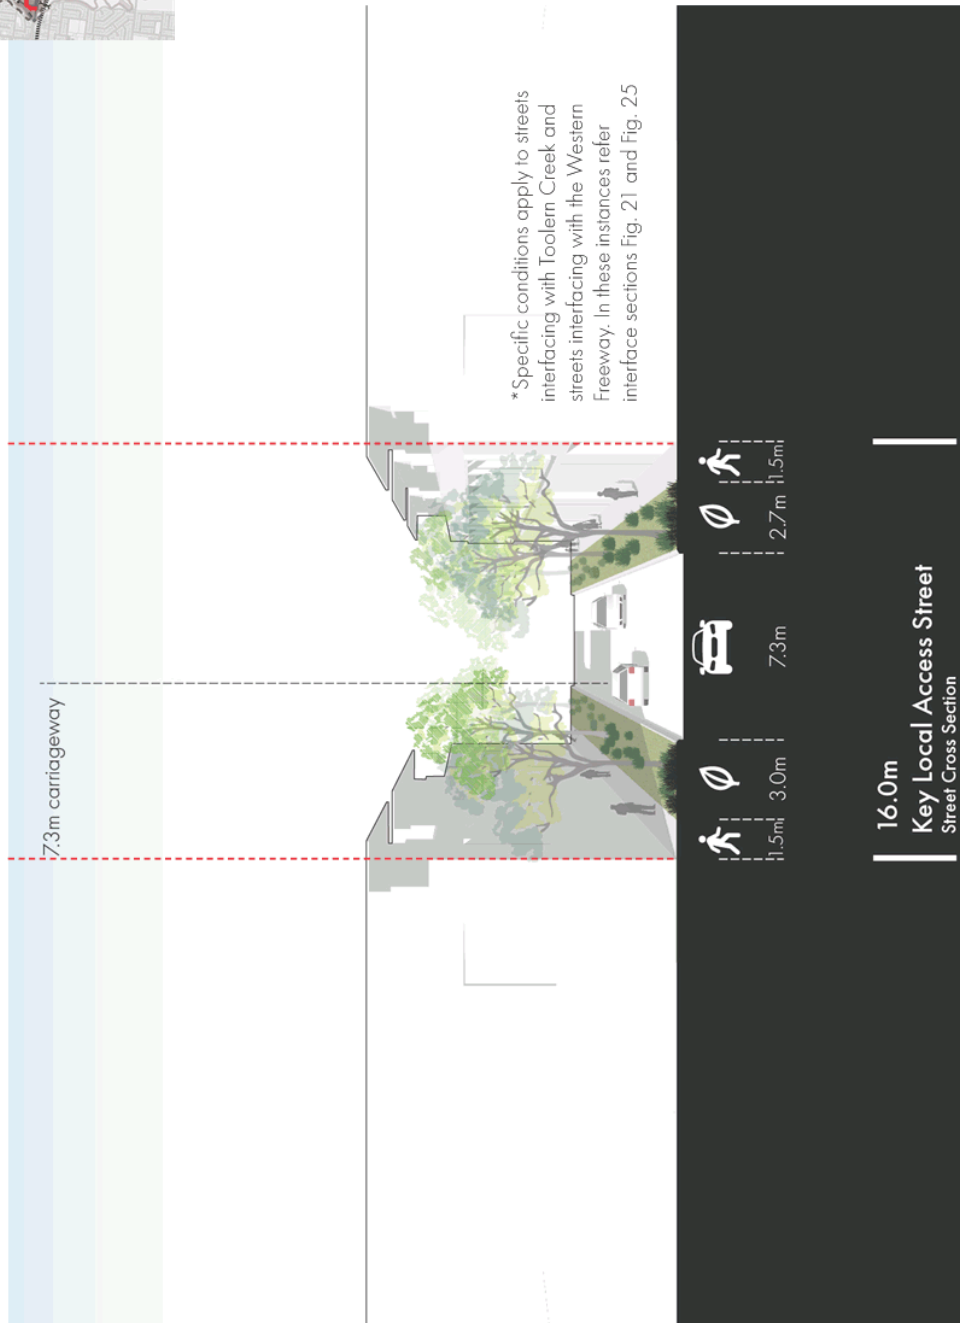 7.3m carriageway
* Specific conditions apply to streets
interfacing with Toolern Creek and
streets interfacing with the Western
Freeway. In these instances refer
interface sections Fig. 21 and Fig. 25
1.5m
3.0m
7.3m
2.7m
1.5m
16.0m
Key Local Access Street
Street Cross Section